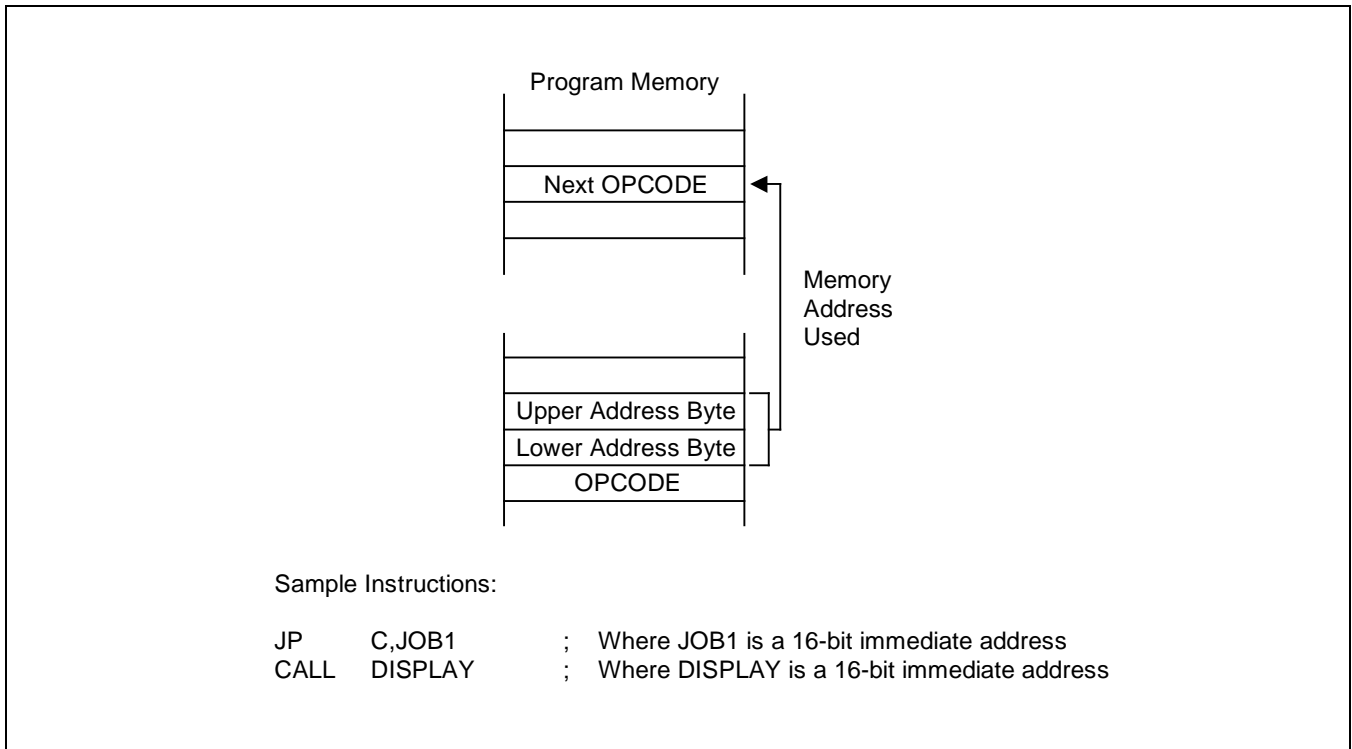 Program Memory
Next OPCODE
Memory
Address
Used
Upper Address Byte
Lower Address Byte
OPCODE
Sample Instructions:
JP C,JOB1 ; Where JOB1 is a 16-bit immediate address
CALL DISPLAY ; Where DISPLAY is a 16-bit immediate address